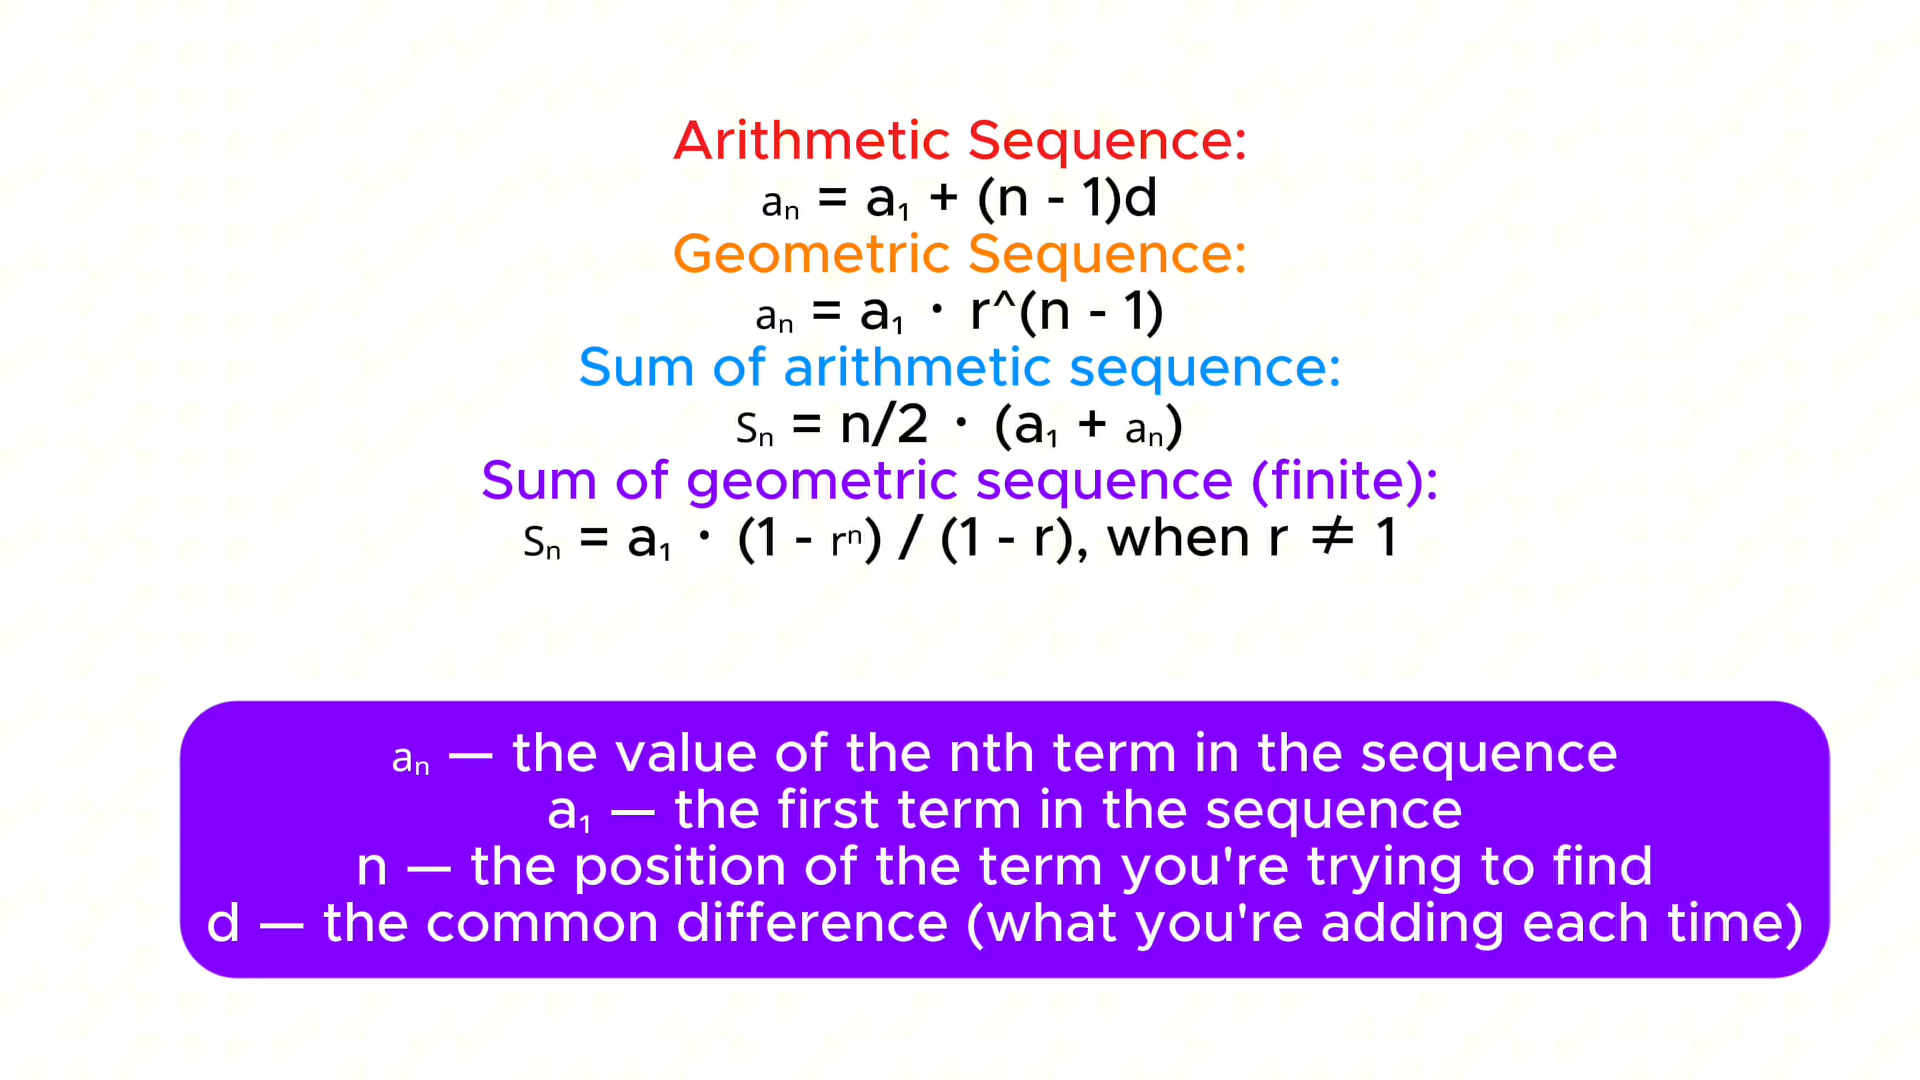 Arithmetic Sequence:
aₙ = a₁ + (n - 1)d
Geometric Sequence:
aₙ = a₁ · r^(n - 1)
Sum of arithmetic sequence:
Sₙ = n/2 · (a₁ + aₙ)
Sum of geometric sequence (finite):
Sₙ = a₁ · (1 - rⁿ) / (1 - r), when r ≠ 1
aₙ — the value of the nth term in the sequence
a₁ — the first term in the sequence
n — the position of the term you're trying to find
d — the common difference (what you're adding each time)